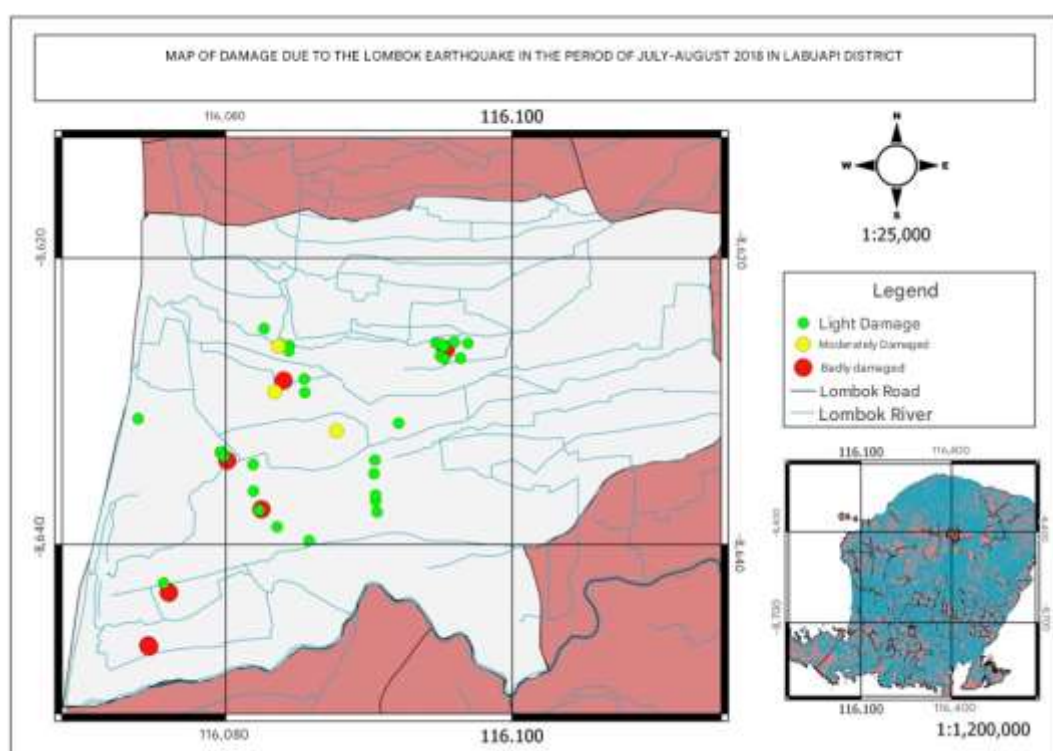 MAP OF DAMAGE DUE TO THE LOMBOK EARTHQUAKE IN THE PERIOD OF JULY-AUGUST 2018 IN LABUAPI DISTRICT
116,080
116.100
N
W
E
S
1:25,000
-8,620
-8,620
Legend
Light Damage
Moderately Damaged
Badly damaged
Lombok Road
Lombok River
-8,640
-8,640
116.100
-8,400
-8,700
116.100
116,400
1:1,200,000
116,080
116.100